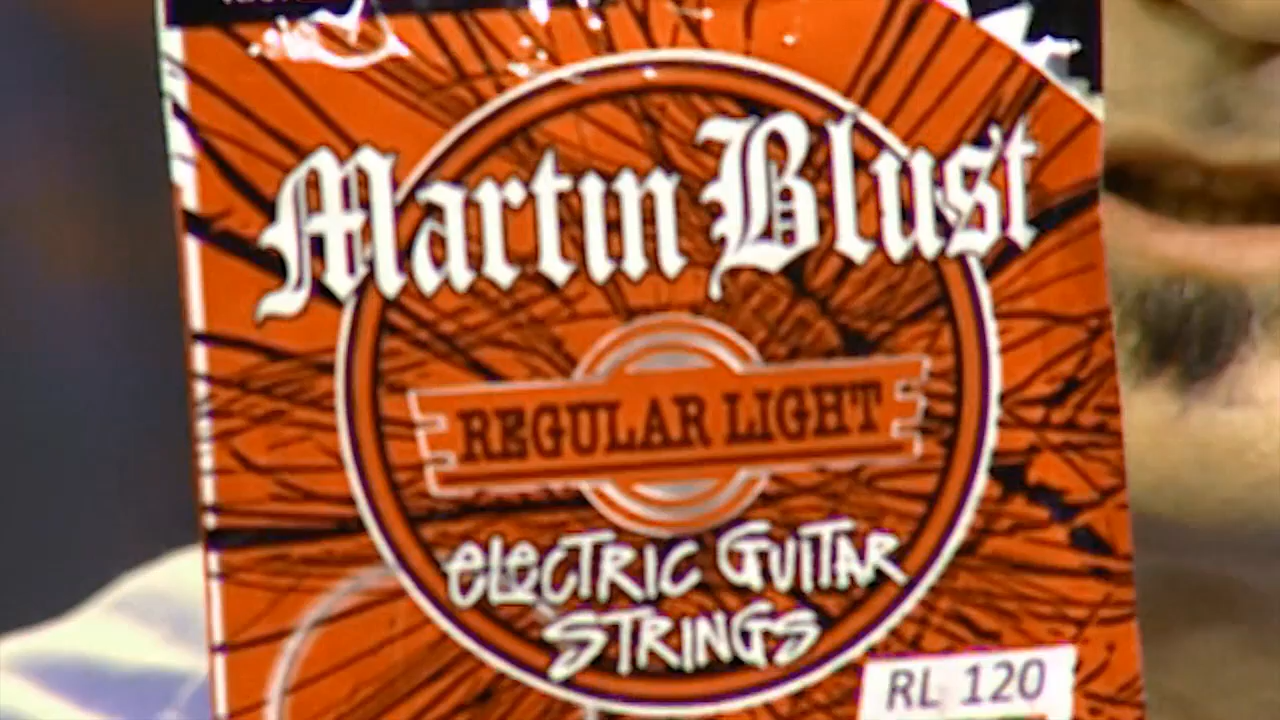 Martin Blust
REGULAR LIGHT
ELECTRIC GUITAR
STRINGS
RL 120